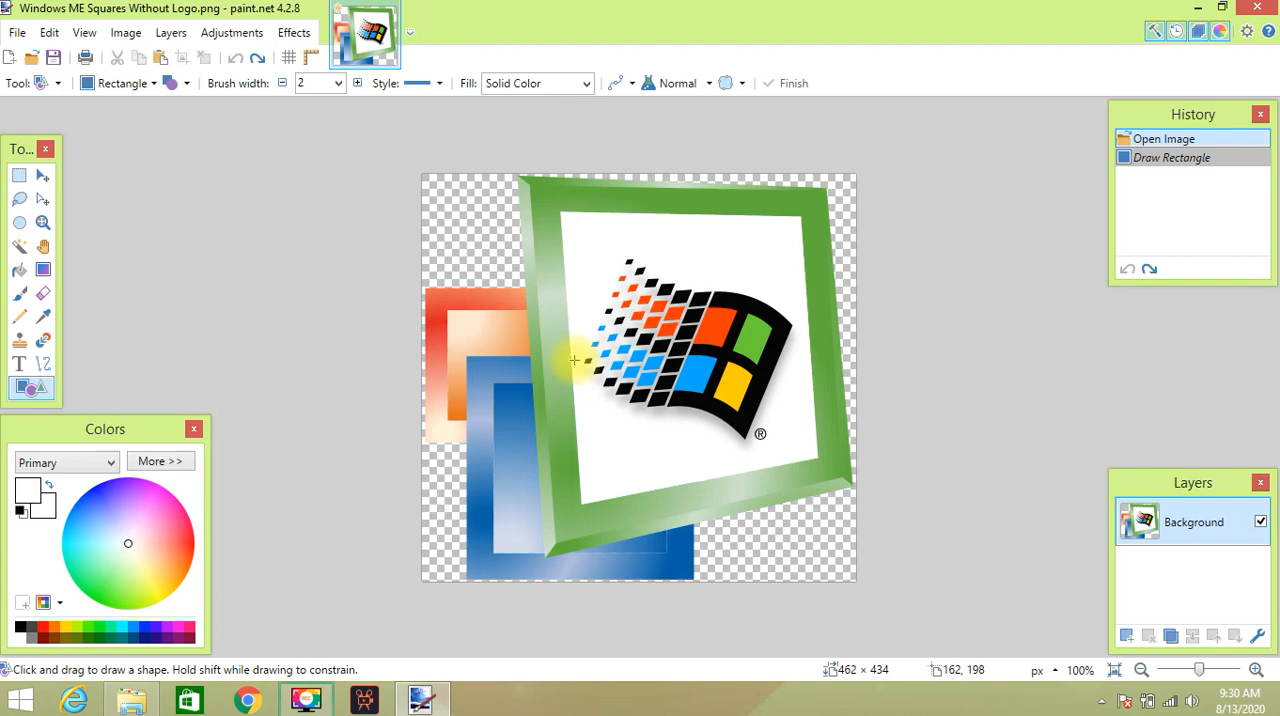 Windows ME Squares Without Logo.png - paint.net 4.2.8
File Edit View Image Layers Adjustments Effects
Tool: Rectangle Brush width: 2 Style: Fill: Solid Color Normal Finish
To...
History
Open Image
Draw Rectangle
®
Colors
Primary More >>
Layers
Background
Click and drag to draw a shape. Hold shift while drawing to constrain. 462 × 434 162, 198 px 100%
REC
9:30 AM
8/13/2020